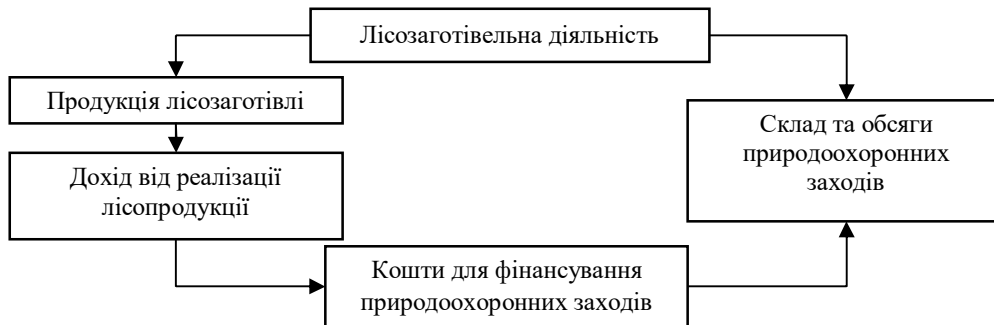 Лісозаготівельна діяльність
Продукція лісозаготівлі
Дохід від реалізації
лісопродукції
Склад та обсяги
природоохоронних
заходів
Кошти для фінансування
природоохоронних заходів